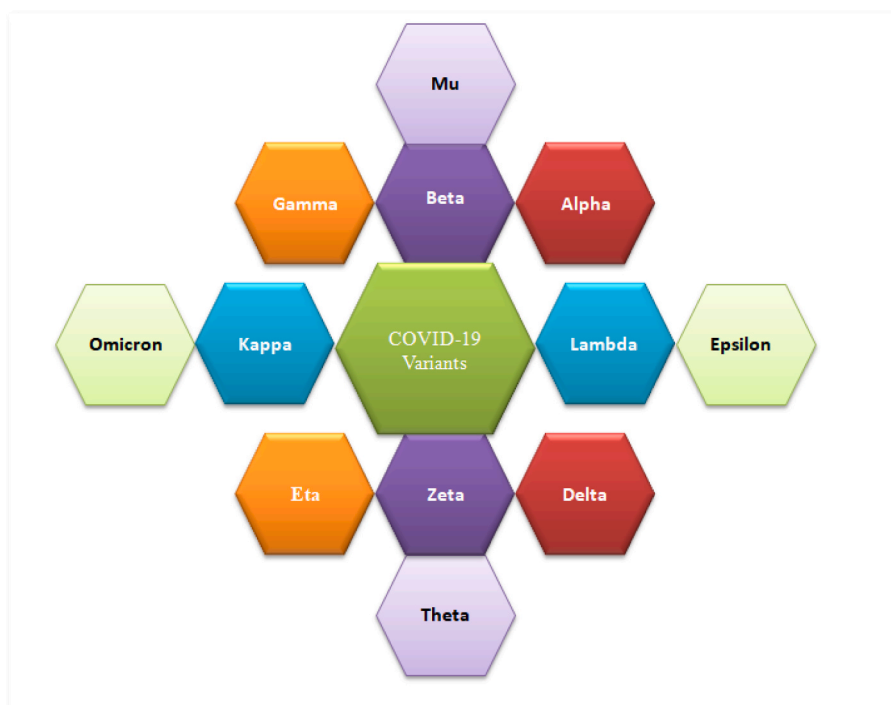 Mu
Gamma
Beta
Alpha
Omicron
Kappa
COVID-19
Variants
Lambda
Epsilon
Eta
Zeta
Delta
Theta